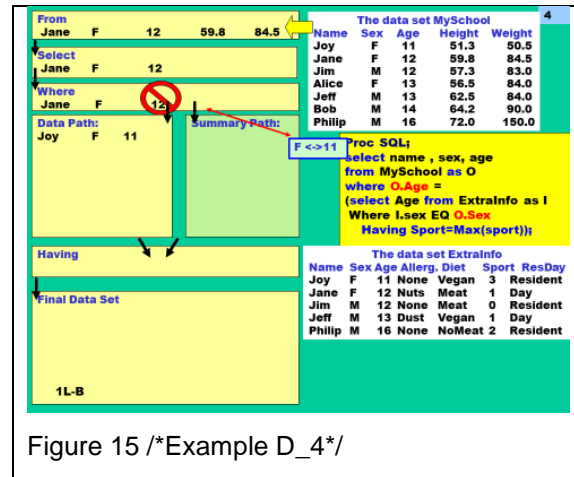 4
From
Jane F 12 59.8 84.5
Select
Jane F 12
Where
Jane F 12
Data Path:
Joy F 11
Summary Path:
F <->11
Having
Final Data Set
1L-B
The data set MySchool
Name Sex Age Height Weight
Joy F 11 51.3 50.5
Jane F 12 59.8 84.5
Jim M 12 57.3 83.0
Alice F 13 56.5 84.0
Jeff M 13 62.5 84.0
Bob M 14 64.2 90.0
Philip M 16 72.0 150.0
Proc SQL;
select name , sex, age
from MySchool as O
where O.Age =
(select Age from ExtraInfo as I
Where I.sex EQ O.Sex
Having Sport=Max(sport));
The data set ExtraInfo
Name Sex Age Allerg. Diet Sport ResDay
Joy F 11 None Vegan 3 Resident
Jane F 12 Nuts Meat 1 Day
Jim M 12 None Meat 0 Resident
Jeff M 13 Dust Vegan 1 Day
Philip M 16 None NoMeat 2 Resident
Figure 15 /*Example D_4*/